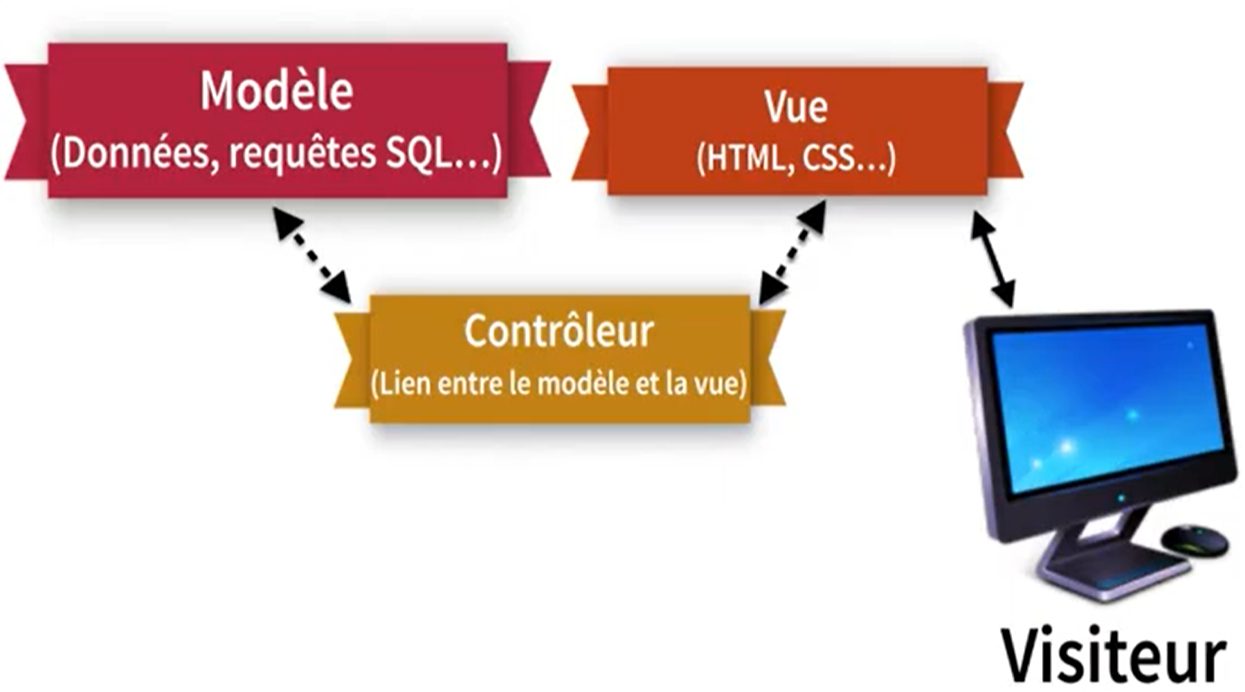 Modèle
(Données, requêtes SQL...)
Vue
(HTML, CSS...)
Contrôleur
(Lien entre le modèle et la vue)
Visiteur